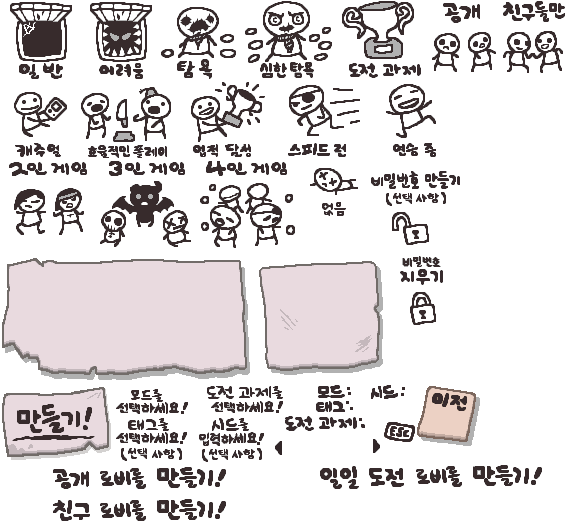 공개 친구들만
일반 어려움 탐욕 심한탐욕 도전 과제
캐주얼 효율적인 플레이 업적 달성 스피드 런 연습 중
2인 게임 3인 게임 4인 게임
없음
비밀번호 만들기
(선택 사항)
비밀번호
지우기
만들기!
모드를
선택하세요!
태그를
선택하세요!
(선택 사항)
도전 과제를
선택하세요!
시드를
입력하세요!
(선택 사항)
모드: 시드:
태그:
도전 과제:
이전
ESC
공개 로비를 만들기!
일일 도전 로비를 만들기!
친구 로비를 만들기!